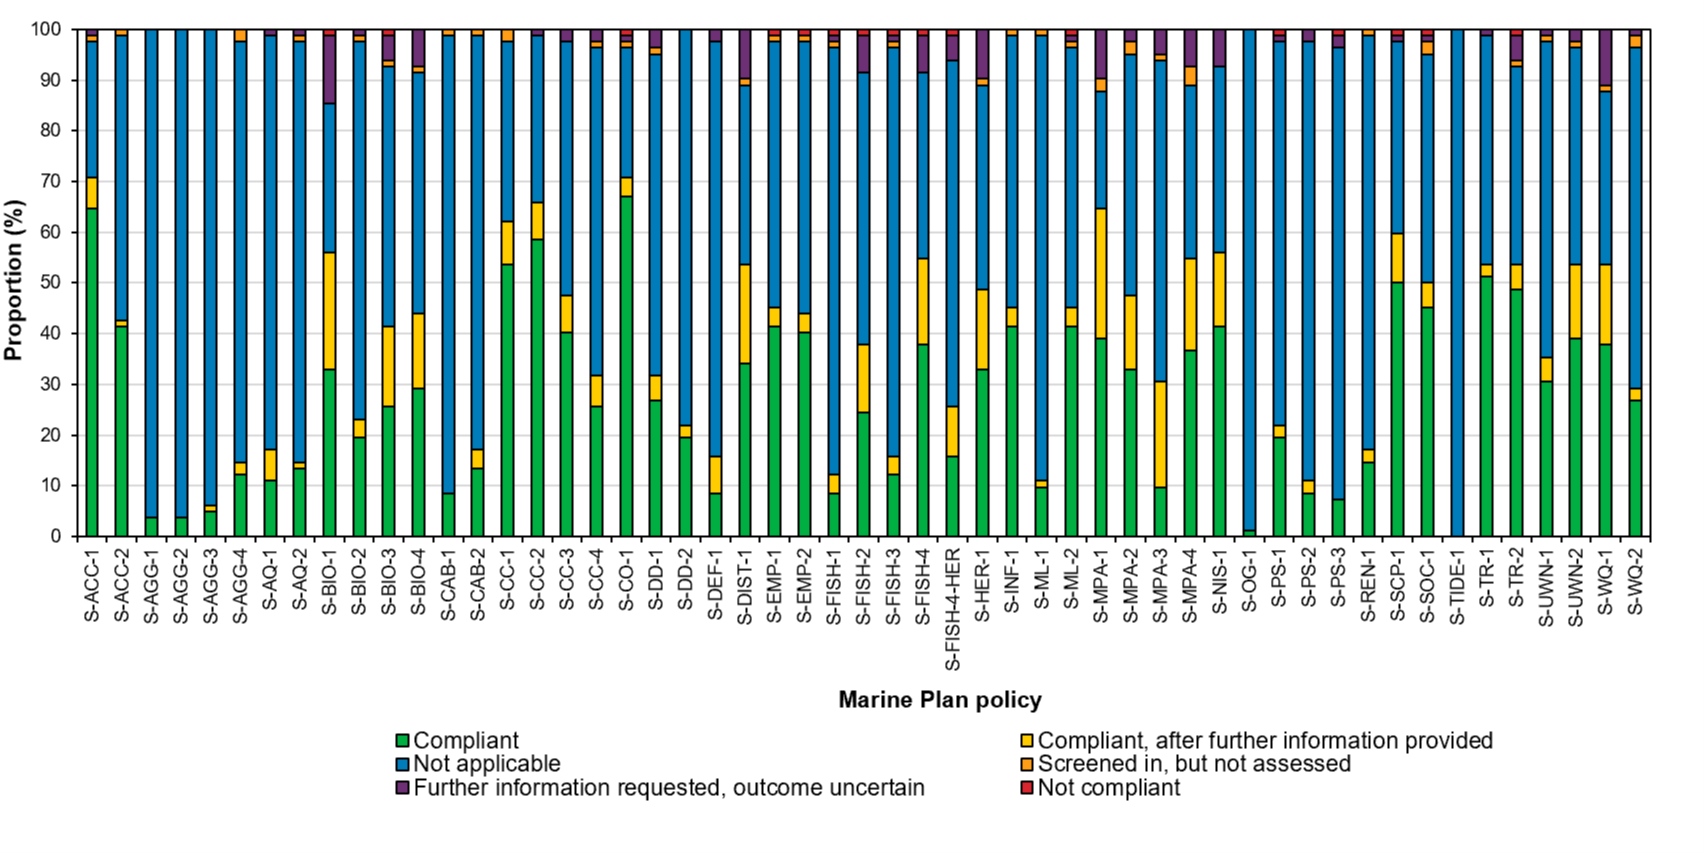 100
90
80
70
60
50
40
30
20
10
0
Proportion (%)
S-ACC-1
S-ACC-2
S-AGG-1
S-AGG-2
S-AGG-3
S-AGG-4
S-AQ-1
S-AQ-2
S-BIO-1
S-BIO-2
S-BIO-3
S-BIO-4
S-CAB-1
S-CAB-2
S-CC-1
S-CC-2
S-CC-3
S-CC-4
S-CO-1
S-DD-1
S-DD-2
S-DEF-1
S-DIST-1
S-EMP-1
S-EMP-2
S-FISH-1
S-FISH-2
S-FISH-3
S-FISH-4
S-FISH-4-HER
S-HER-1
S-INF-1
S-ML-1
S-ML-2
S-MPA-1
S-MPA-2
S-MPA-3
S-MPA-4
S-NIS-1
S-OG-1
S-PS-1
S-PS-2
S-PS-3
S-REN-1
S-SCP-1
S-SOC-1
S-TIDE-1
S-TR-1
S-TR-2
S-UWN-1
S-UWN-2
S-WQ-1
S-WQ-2
Marine Plan policy
Compliant
Compliant, after further information provided
Not applicable
Screened in, but not assessed
Further information requested, outcome uncertain
Not compliant